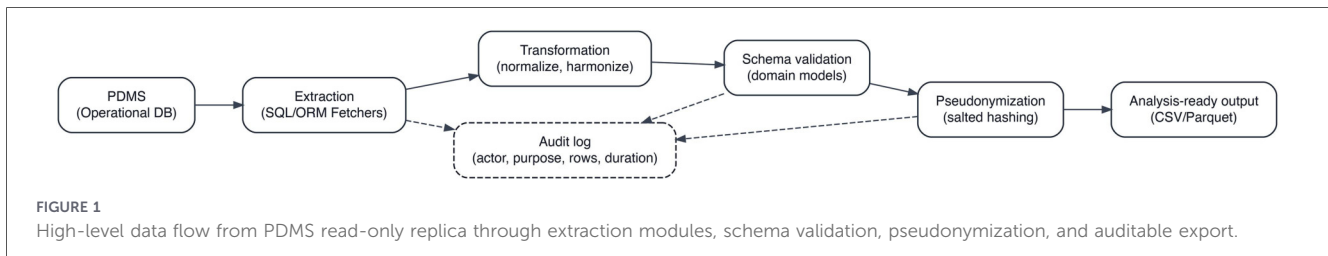 PDMS
(Operational DB)
Extraction
(SQL/ORM Fetchers)
Transformation
(normalize, harmonize)
Audit log
(actor, purpose, rows, duration)
Schema validation
(domain models)
Pseudonymization
(salted hashing)
Analysis-ready output
(CSV/Parquet)
FIGURE 1
High-level data flow from PDMS read-only replica through extraction modules, schema validation, pseudonymization, and auditable export.